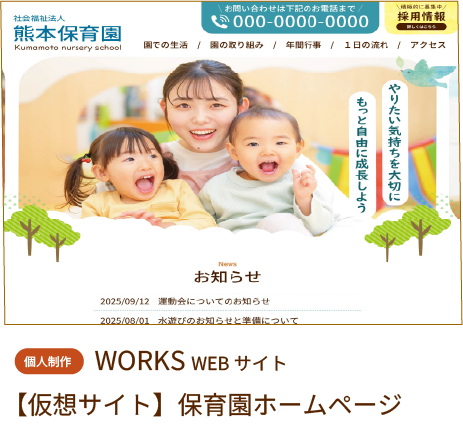 社会福祉法人
熊本保育園
Kumamoto nursery school
お問い合わせは下記のお電話まで
000-0000-0000
積極的に募集中
採用情報
詳しくはこちら
園での生活 / 園の取り組み / 年間行事 / 1日の流れ / アクセス
やりたい気持ちを大切に
もっと自由に成長しよう
News
お知らせ
2025/09/12 運動会についてのお知らせ
2025/08/01 水遊びのお知らせと準備について
個人制作 WORKS WEB サイト
【仮想サイト】保育園ホームページ